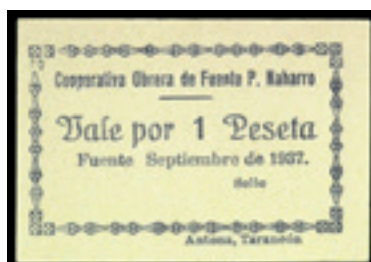 Cooperativa Obrera de Fuente P. Naharro
Vale por 1 Peseta
Fuente Septiembre de 1937.
Sello
Antona, Tarancón